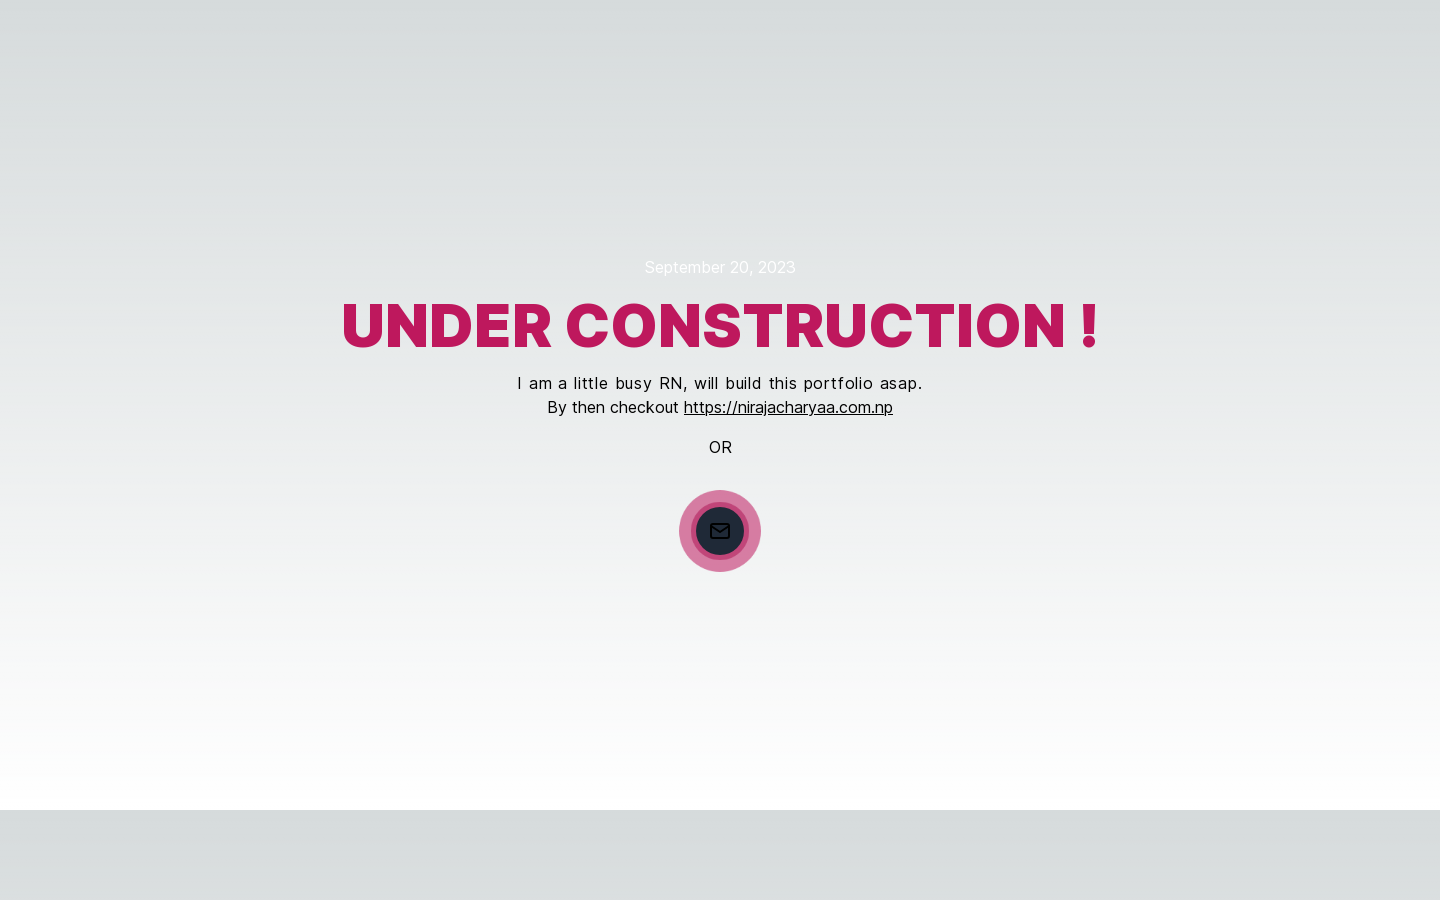 September 20, 2023
UNDER CONSTRUCTION !
I am a little busy RN, will build this portfolio asap.
By then checkout https://nirajacharyaa.com.np
OR